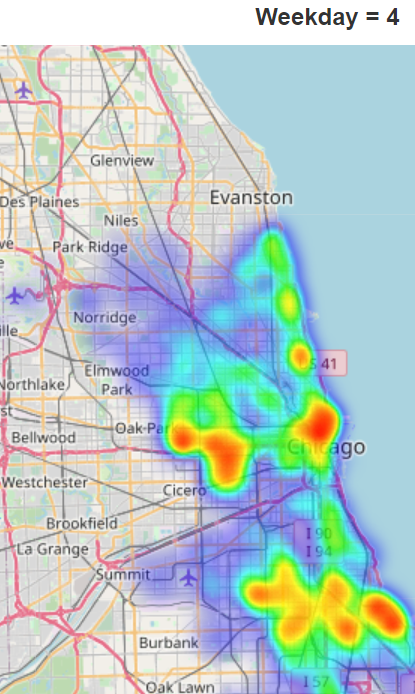 Weekday = 4
Glenview
Evanston
Des Plaines
Niles
Park Ridge
Norridge
S 41
Elmwood
Park
Northlake
Oak Park
Bellwood
Chicago
Westchester
Cicero
Brookfield
I 90
I 94
La Grange
Summit
Burbank
I 57
Oak Lawn